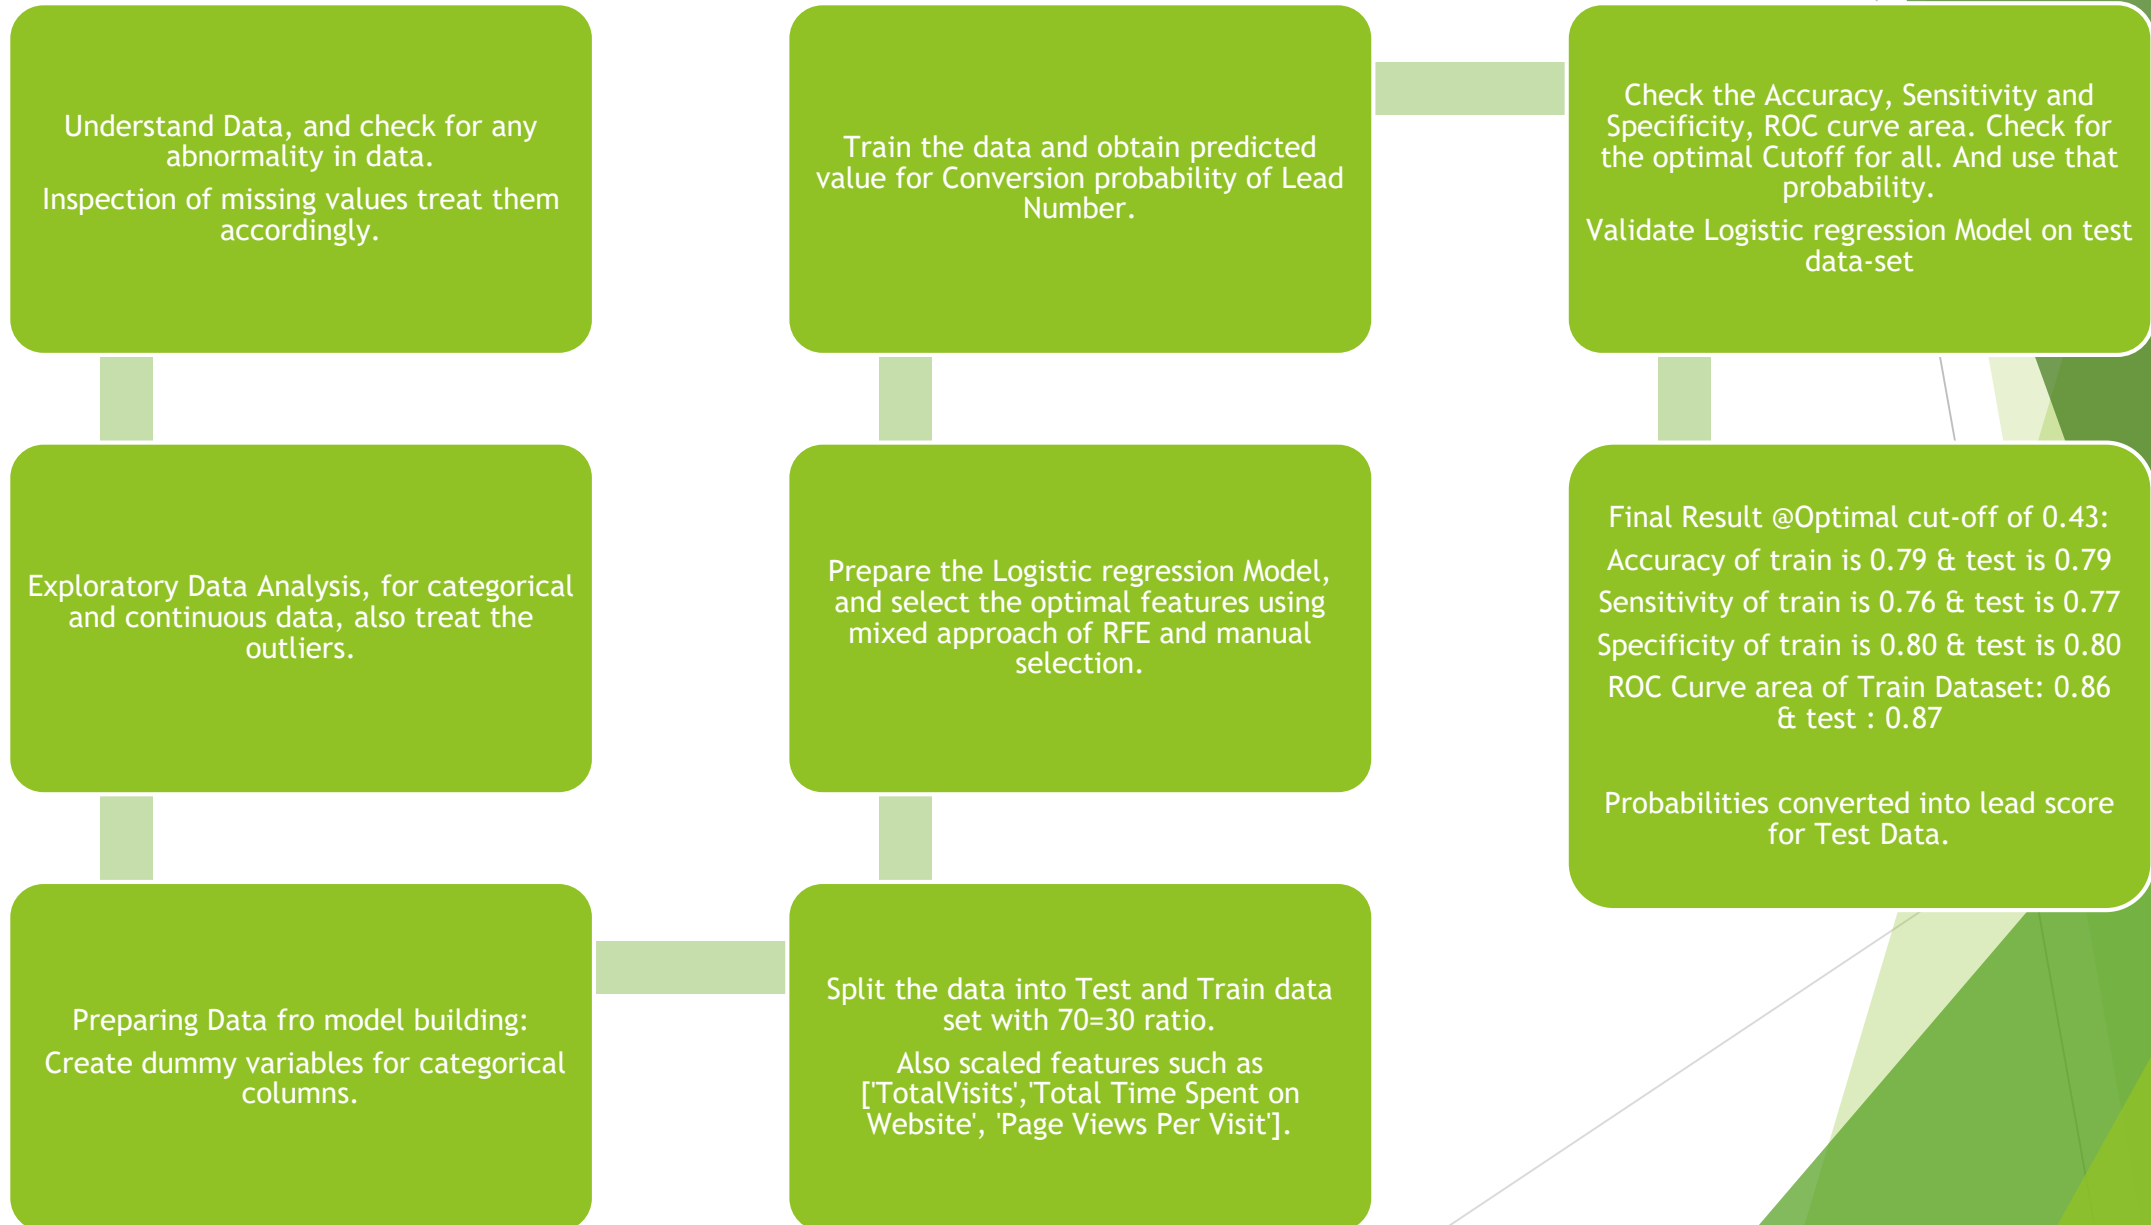 Understand Data, and check for any
abnormality in data.
Inspection of missing values treat them
accordingly.
Exploratory Data Analysis, for categorical
and continuous data, also treat the
outliers.
Preparing Data fro model building:
Create dummy variables for categorical
columns.
Split the data into Test and Train data
set with 70=30 ratio.
Also scaled features such as
['TotalVisits','Total Time Spent on
Website', 'Page Views Per Visit'].
Prepare the Logistic regression Model,
and select the optimal features using
mixed approach of RFE and manual
selection.
Train the data and obtain predicted
value for Conversion probability of Lead
Number.
Check the Accuracy, Sensitivity and
Specificity, ROC curve area. Check for
the optimal Cutoff for all. And use that
probability.
Validate Logistic regression Model on test
data-set
Final Result @Optimal cut-off of 0.43:
Accuracy of train is 0.79 & test is 0.79
Sensitivity of train is 0.76 & test is 0.77
Specificity of train is 0.80 & test is 0.80
ROC Curve area of Train Dataset: 0.86
& test : 0.87
Probabilities converted into lead score
for Test Data.